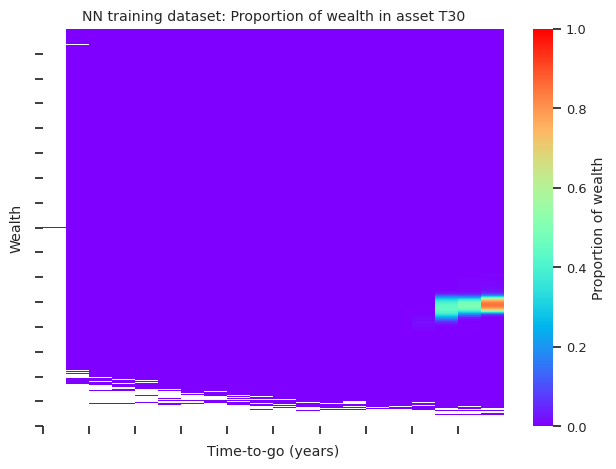 NN training dataset: Proportion of wealth in asset T30
Wealth
Time-to-go (years)
1.0
0.8
0.6
0.4
0.2
0.0
Proportion of wealth